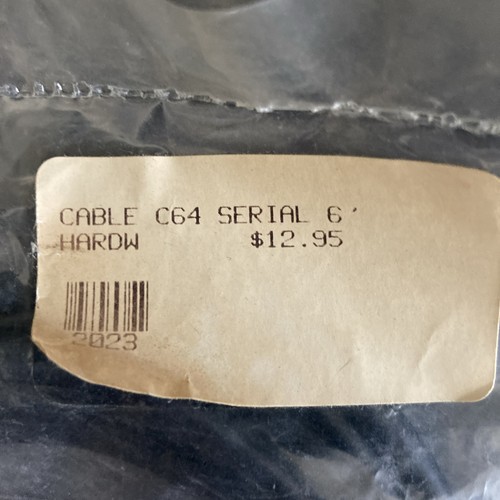 CABLE C64 SERIAL 6'
HARDW $12.95
2023